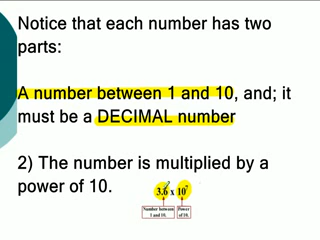 Notice that each number has two
parts:
A number between 1 and 10, and; it
must be a DECIMAL number
2) The number is multiplied by a
power of 10.
3.6 x 10⁷
Number between
1 and 10.
Power
of 10.